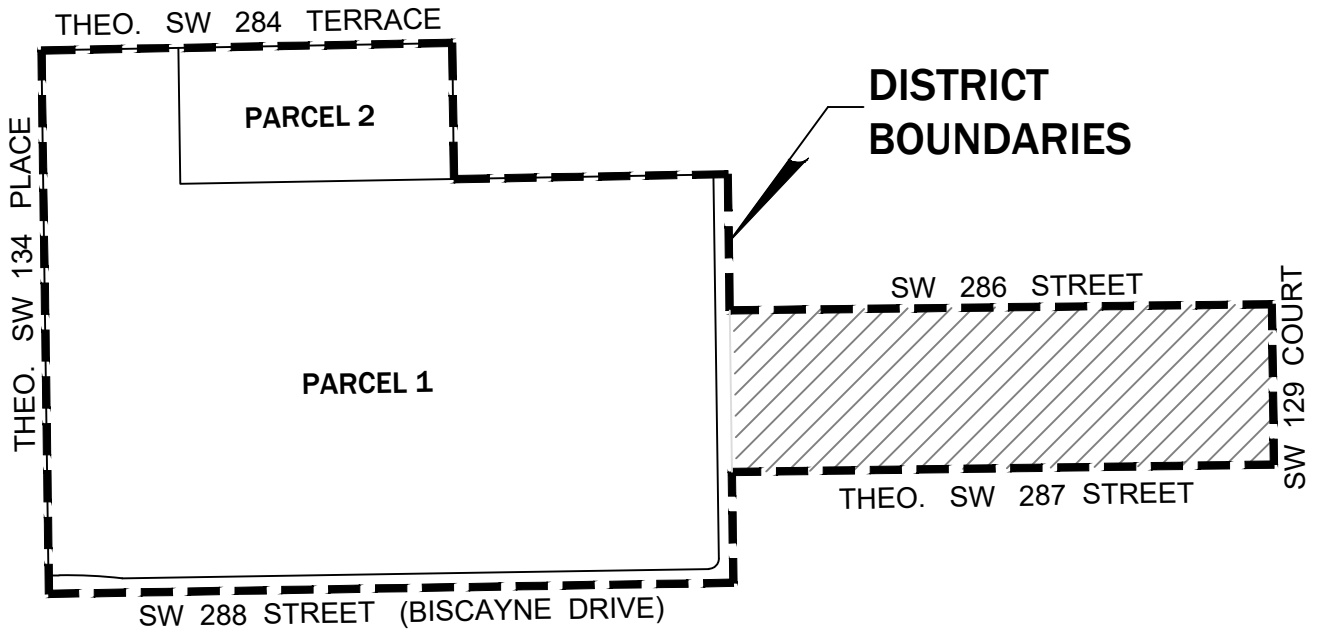 THEO. SW 284 TERRACE
DISTRICT
BOUNDARIES
PARCEL 2
THEO. SW 134 PLACE
SW 286 STREET
SW 129 COURT
PARCEL 1
THEO. SW 287 STREET
SW 288 STREET (BISCAYNE DRIVE)